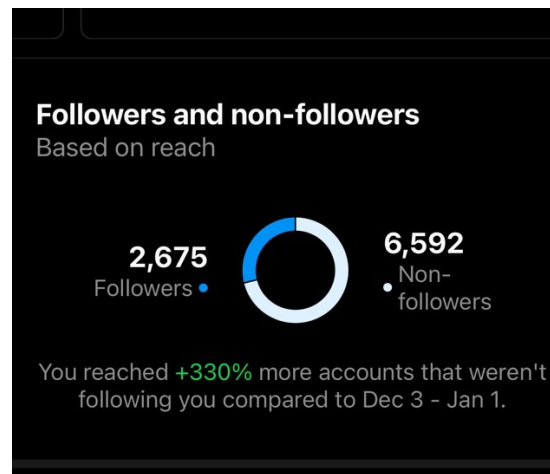 Followers and non-followers
Based on reach
2,675
Followers
6,592
Non-
followers
You reached +330% more accounts that weren't
following you compared to Dec 3 - Jan 1.